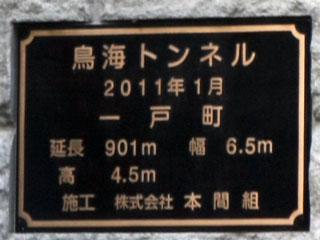 鳥海トンネル
2011年1月
一戸町
延長 901m 幅 6.5m
高 4.5m
施工 株式会社 本間組